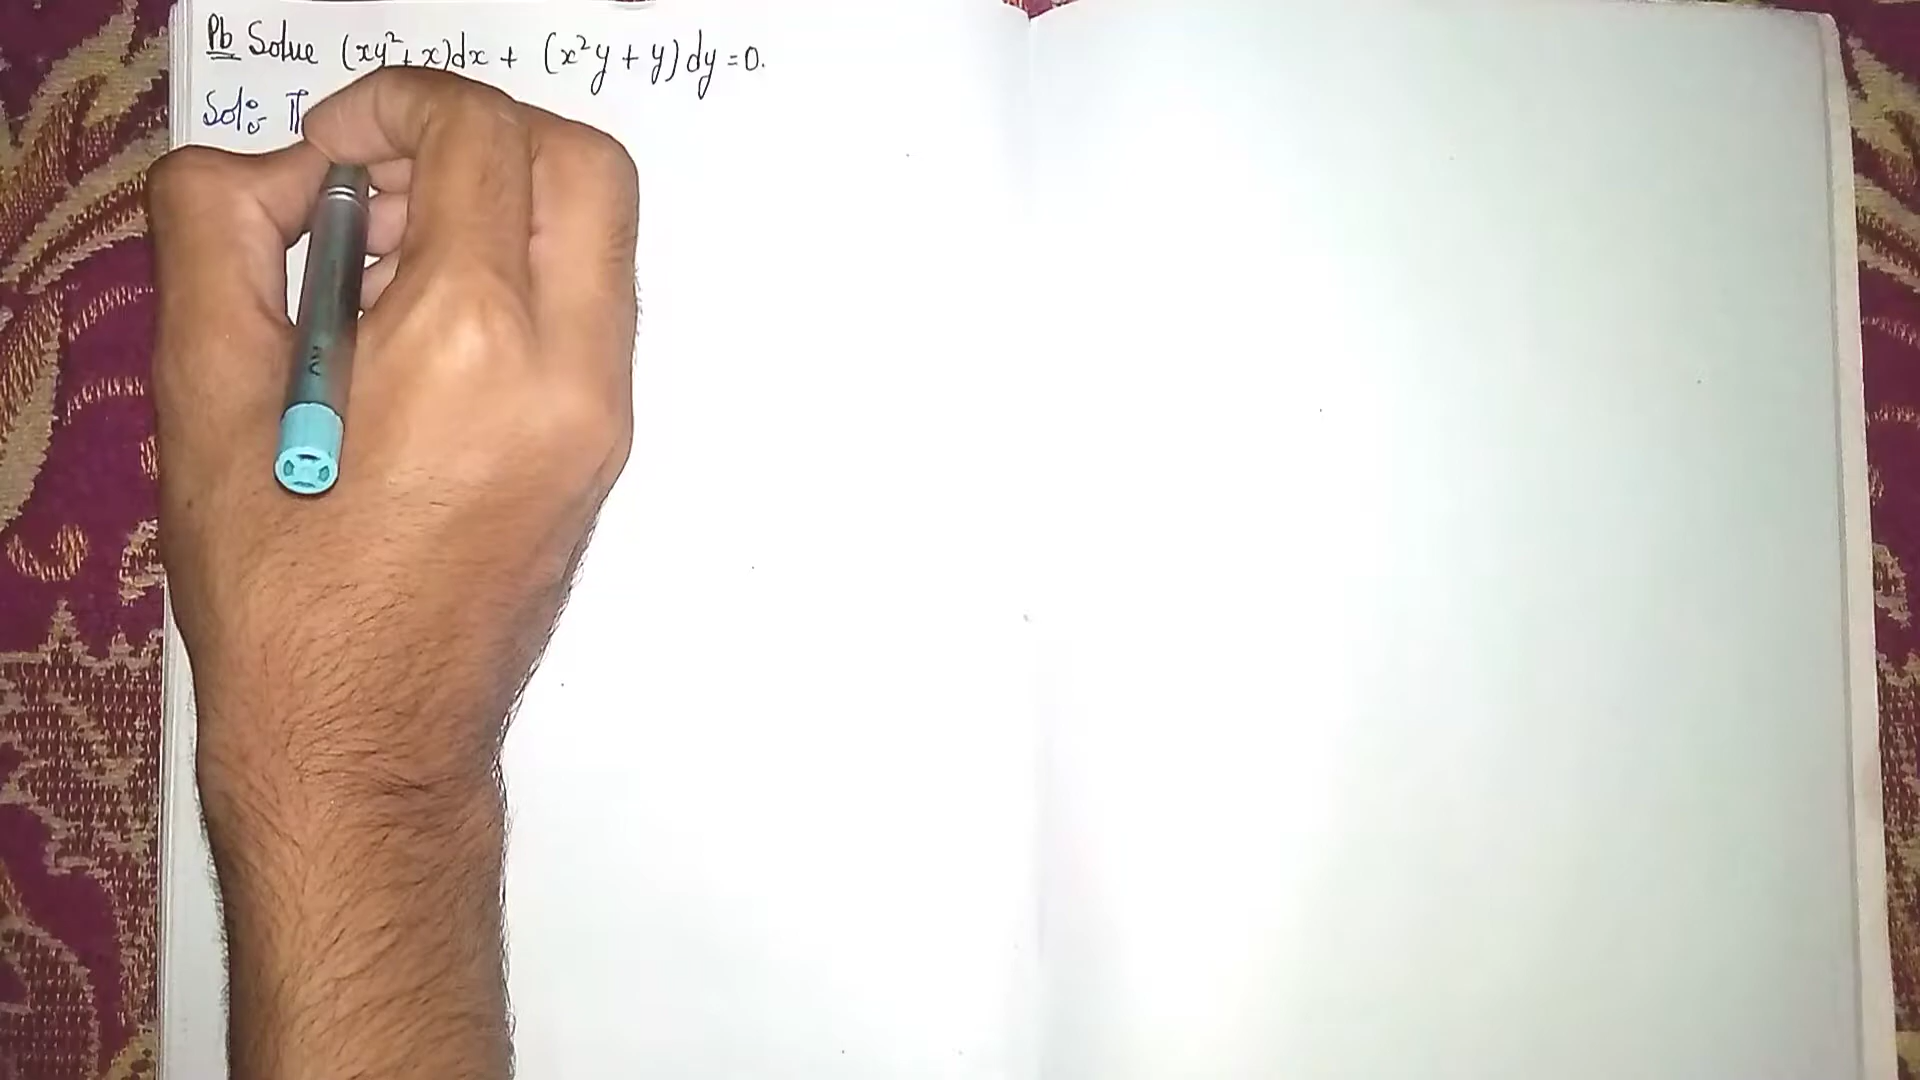 Pb Solve (xy²+x)dx + (x²y + y) dy = 0.
Sol: